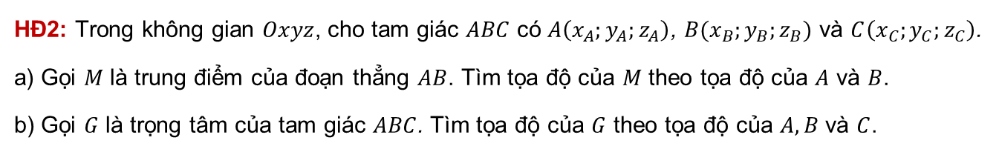 HĐ2: Trong không gian Oxyz, cho tam giác ABC có A(x_A; y_A; z_A), B(x_B; y_B; z_B) và C(x_C; y_C; z_C).
a) Gọi M là trung điểm của đoạn thẳng AB. Tìm tọa độ của M theo tọa độ của A và B.
b) Gọi G là trọng tâm của tam giác ABC. Tìm tọa độ của G theo tọa độ của A, B và C.